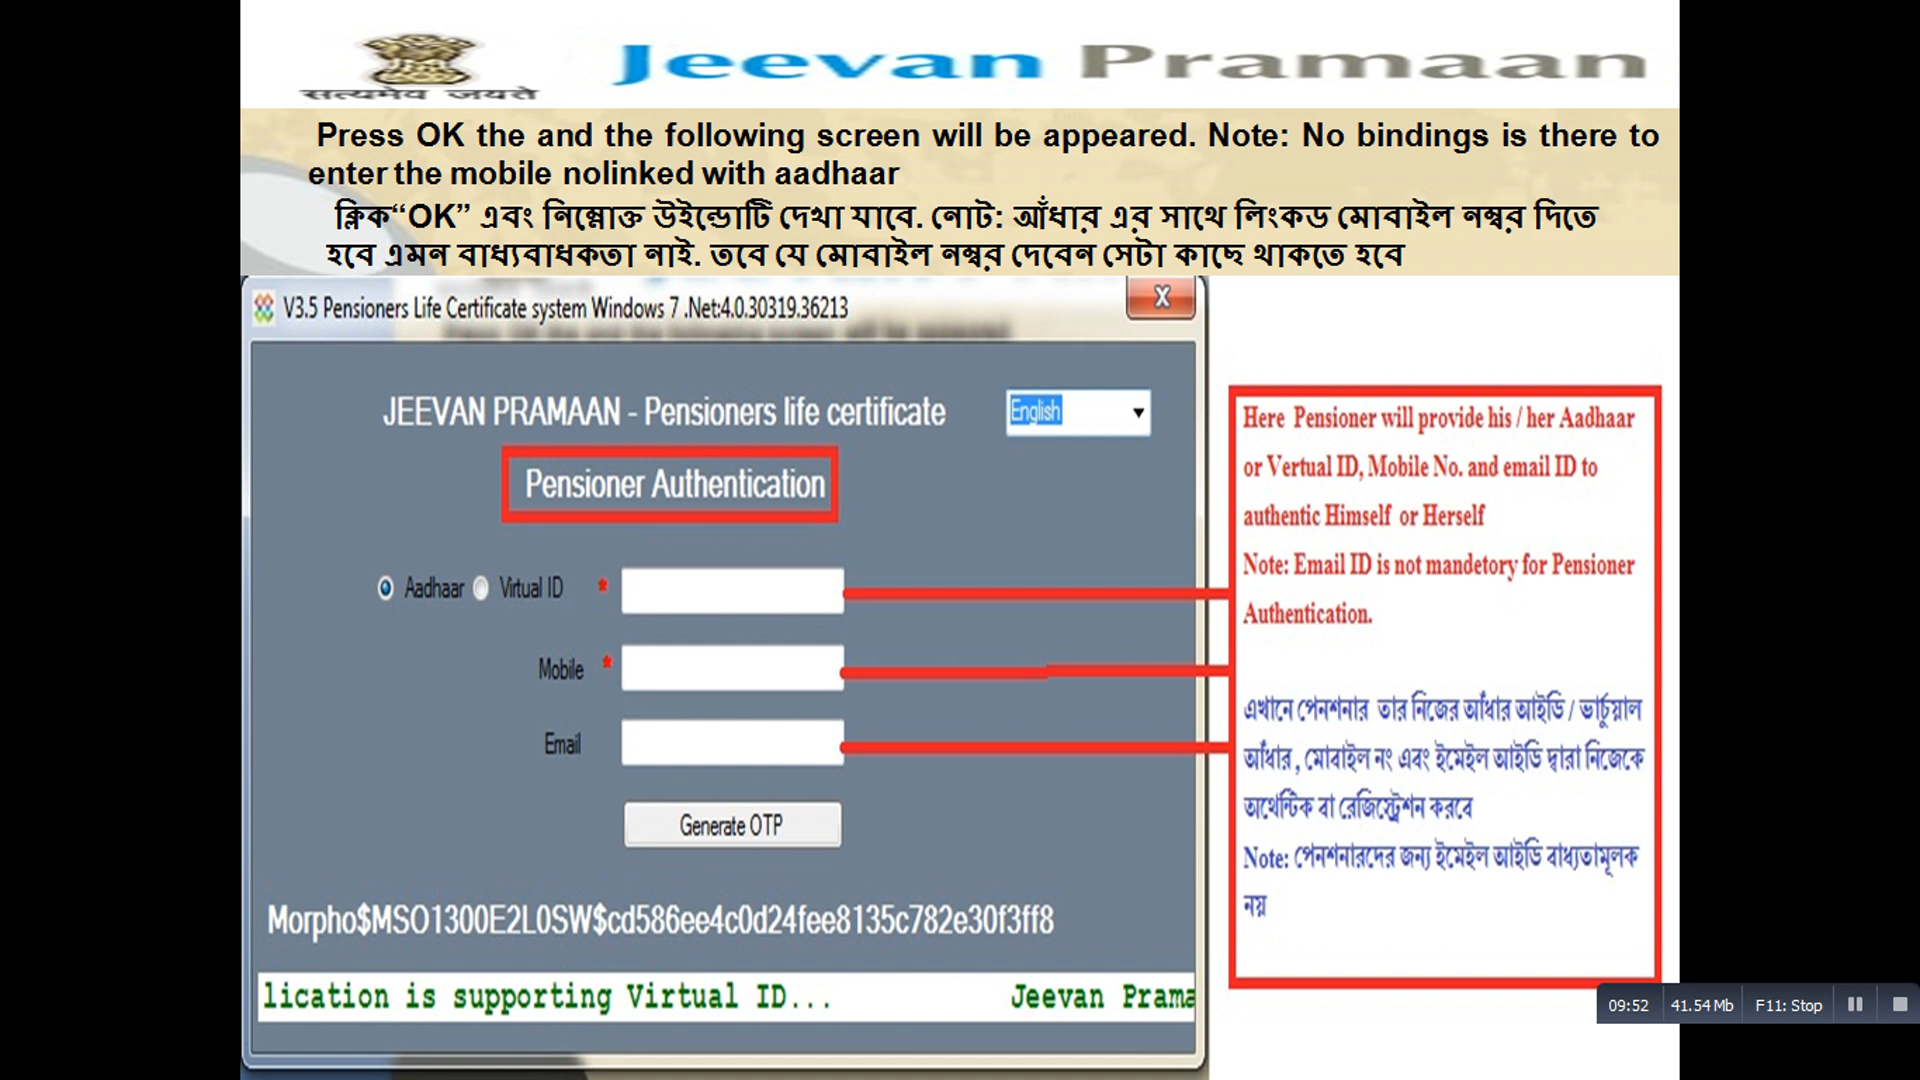 सत्यमेव जयते
Jeevan Pramaan
Press OK the and the following screen will be appeared. Note: No bindings is there to
enter the mobile nolinked with aadhaar
ক্লিক“OK” এবং নিম্নোক্ত উইন্ডোটি দেখা যাবে. নোট: আঁধার এর সাথে লিংকড মোবাইল নম্বর দিতে
হবে এমন বাধ্যবাধকতা নাই. তবে যে মোবাইল নম্বর দেবেন সেটা কাছে থাকতে হবে
V3.5 Pensioners Life Certificate system Windows 7 .Net:4.0.30319.36213
X
JEEVAN PRAMAAN - Pensioners life certificate
English
Pensioner Authentication
Aadhaar Virtual ID *
Mobile *
Email
Generate OTP
Morpho$MSO1300E2L0SW$cd586ee4c0d24fee8135c782e30f3ff8
lication is supporting Virtual ID... Jeevan Prama
Here Pensioner will provide his / her Aadhaar
or Vertual ID, Mobile No. and email ID to
authentic Himself or Herself
Note: Email ID is not mandetory for Pensioner
Authentication.
এখানে পেনশনার তার নিজের আঁধার আইডি / ভার্চুয়াল
আঁধার , মোবাইল নং এবং ইমেইল আইডি দ্বারা নিজেকে
অথেন্টিক বা রেজিস্ট্রেশন করবে
Note: পেনশনারদের জন্য ইমেইল আইডি বাধ্যতামূলক
নয়
09:52 41.54 Mb F11: Stop